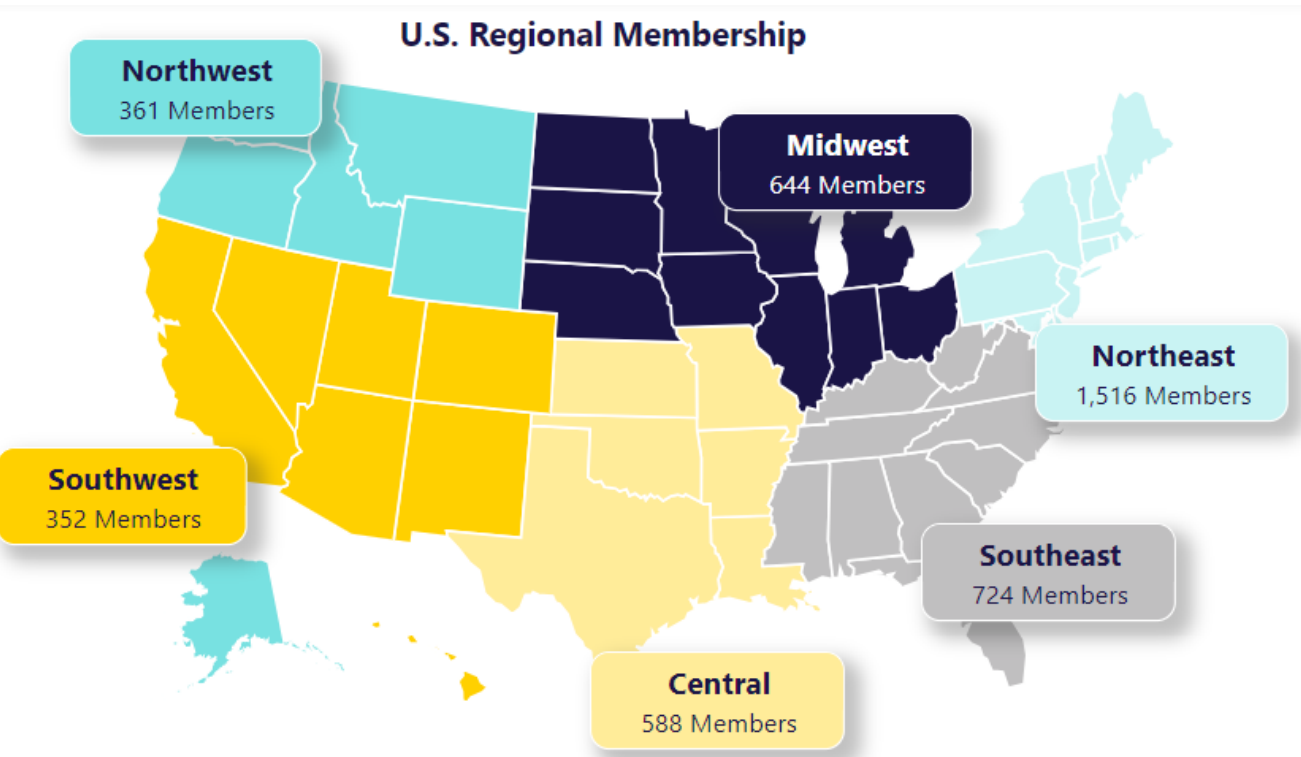 U.S. Regional Membership
Northwest
361 Members
Midwest
644 Members
Northeast
1,516 Members
Southwest
352 Members
Southeast
724 Members
Central
588 Members